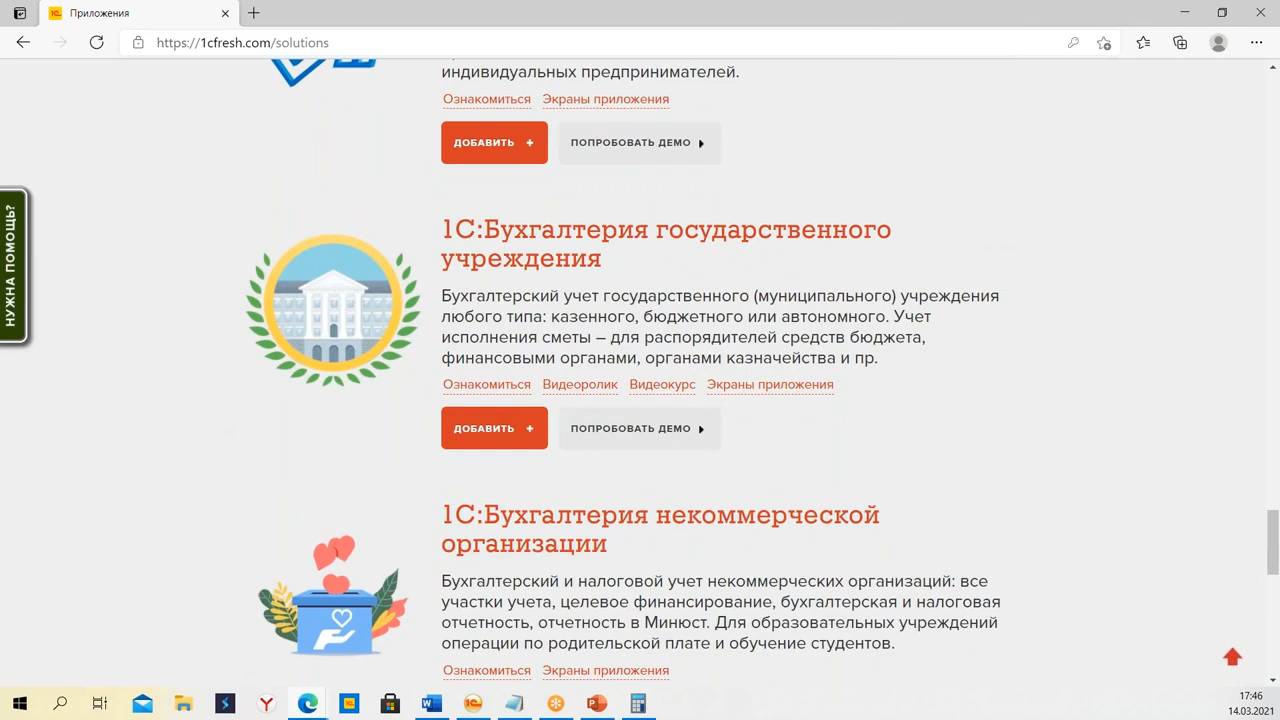 Приложения
https://1cfresh.com/solutions
индивидуальных предпринимателей.
Ознакомиться Экраны приложения
ДОБАВИТЬ + ПОПРОБОВАТЬ ДЕМО
НУЖНА ПОМОЩЬ?
1С:Бухгалтерия государственного
учреждения
Бухгалтерский учет государственного (муниципального) учреждения
любого типа: казенного, бюджетного или автономного. Учет
исполнения сметы – для распорядителей средств бюджета,
финансовыми органами, органами казначейства и пр.
Ознакомиться Видеоролик Видеокурс Экраны приложения
ДОБАВИТЬ + ПОПРОБОВАТЬ ДЕМО
1С:Бухгалтерия некоммерческой
организации
Бухгалтерский и налоговой учет некоммерческих организаций: все
участки учета, целевое финансирование, бухгалтерская и налоговая
отчетность, отчетность в Минюст. Для образовательных учреждений
операции по родительской плате и обучение студентов.
Ознакомиться Экраны приложения
17:46
14.03.2021